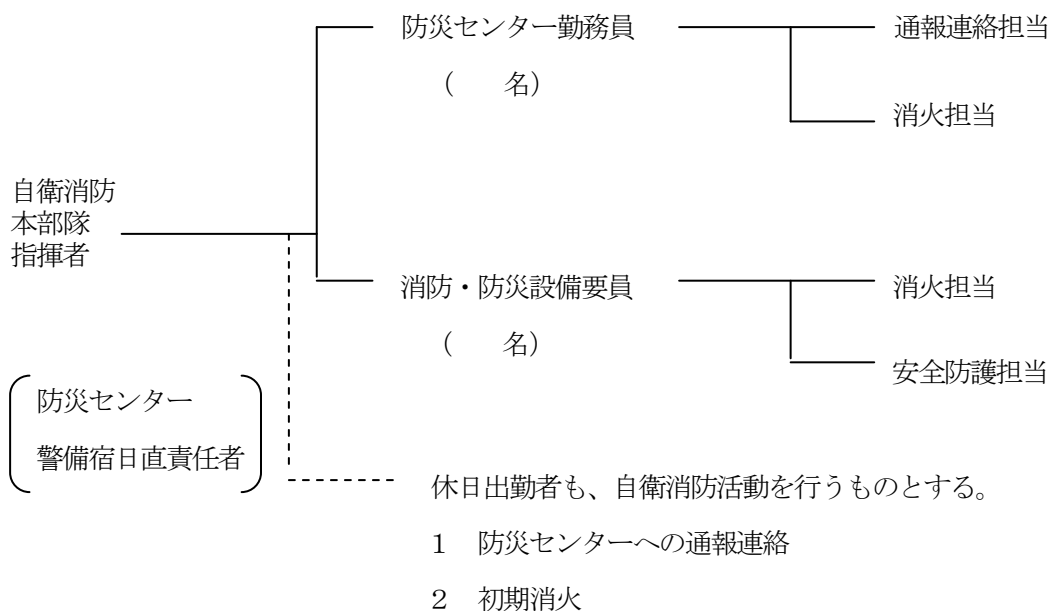 防災センター勤務員
(　　名)
通報連絡担当
消火担当
自衛消防
本部隊
指揮者
消防・防災設備要員
(　　名)
消火担当
安全防護担当
防災センター
警備宿日直責任者
休日出勤者も、自衛消防活動を行うものとする。
１　防災センターへの通報連絡
２　初期消火